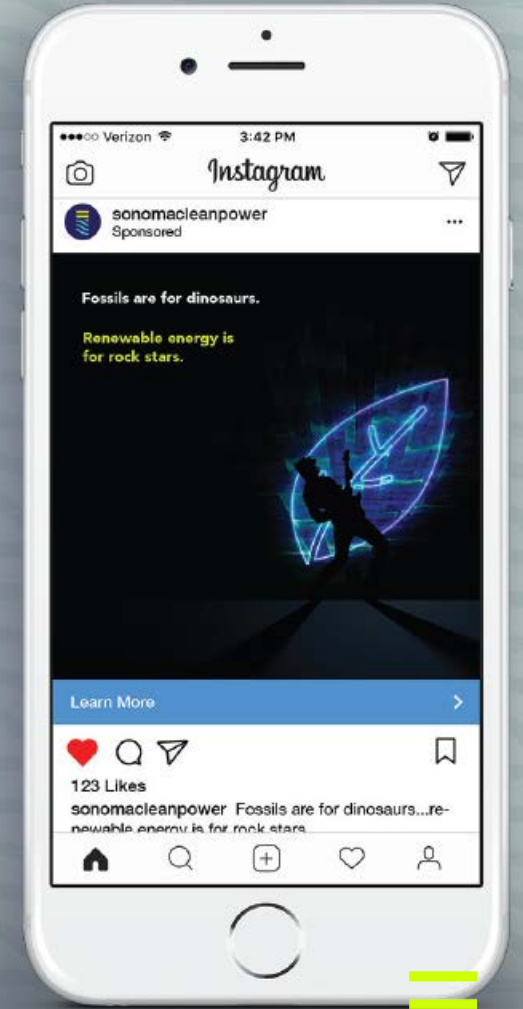 Verizon 3:42 PM
Instagram
sonomacleanpower
Sponsored
Fossils are for dinosaurs.
Renewable energy is
for rock stars.
Learn More
123 Likes
sonomacleanpower Fossils are for dinosaurs...re-
newable energy is for rock stars